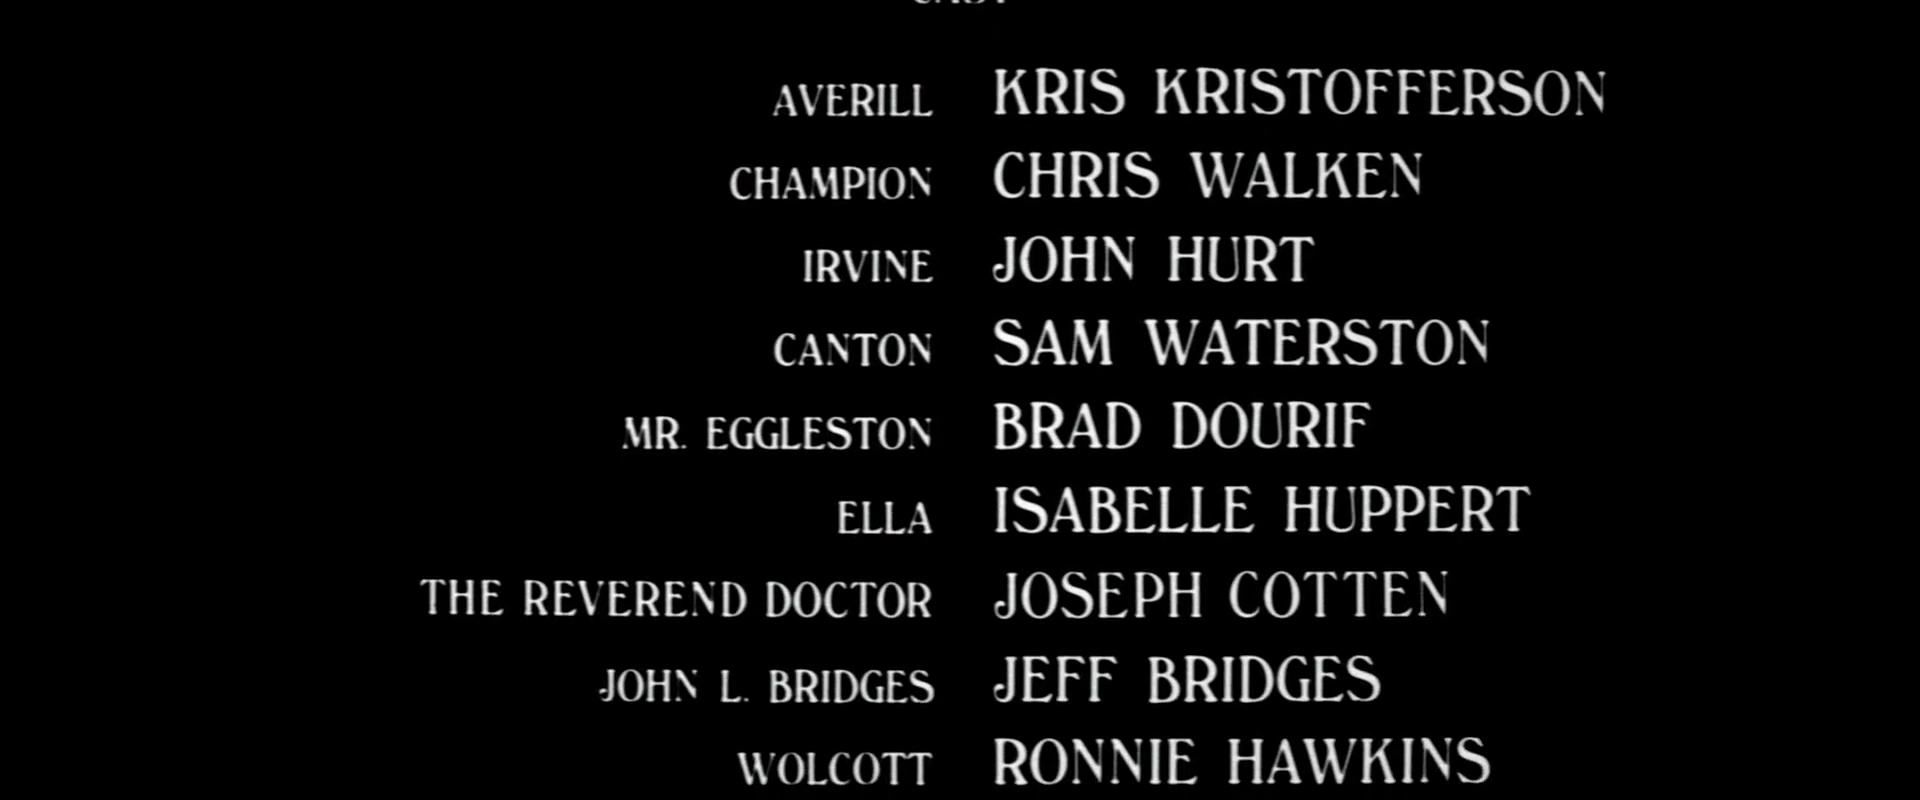 CAST
AVERILL KRIS KRISTOFFERSON
CHAMPION CHRIS WALKEN
IRVINE JOHN HURT
CANTON SAM WATERSTON
MR. EGGLESTON BRAD DOURIF
ELLA ISABELLE HUPPERT
THE REVEREND DOCTOR JOSEPH COTTEN
JOHN L. BRIDGES JEFF BRIDGES
WOLCOTT RONNIE HAWKINS